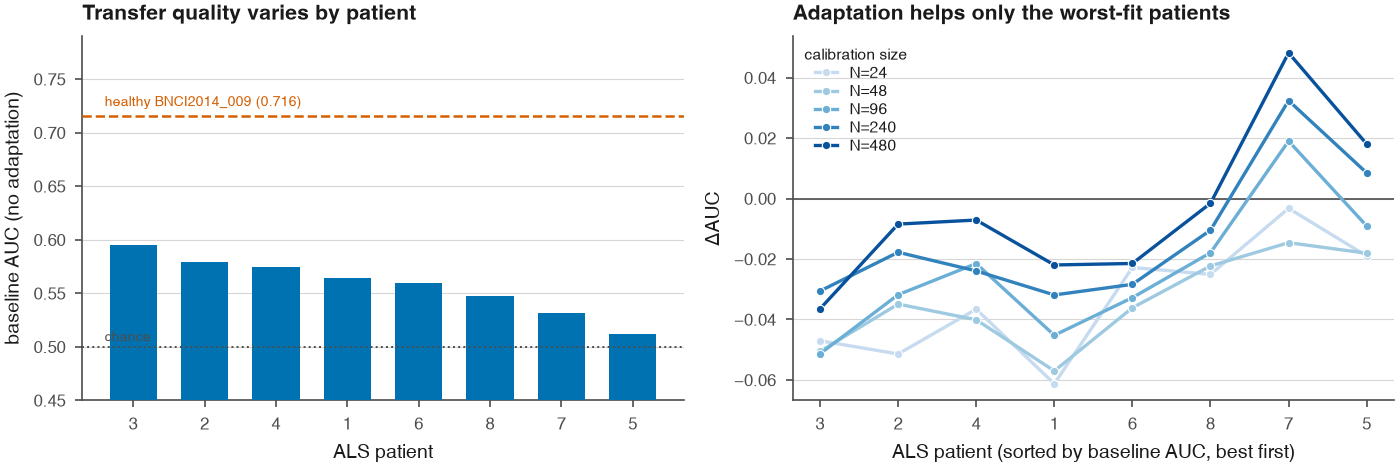 Transfer quality varies by patient
baseline AUC (no adaptation)
0.75
0.70
0.65
0.60
0.55
0.50
0.45
healthy BNCI2014_009 (0.716)
chance
3 2 4 1 6 8 7 5
ALS patient
Adaptation helps only the worst-fit patients
ΔAUC
0.04
0.02
0.00
−0.02
−0.04
−0.06
calibration size
N=24
N=48
N=96
N=240
N=480
3 2 4 1 6 8 7 5
ALS patient (sorted by baseline AUC, best first)